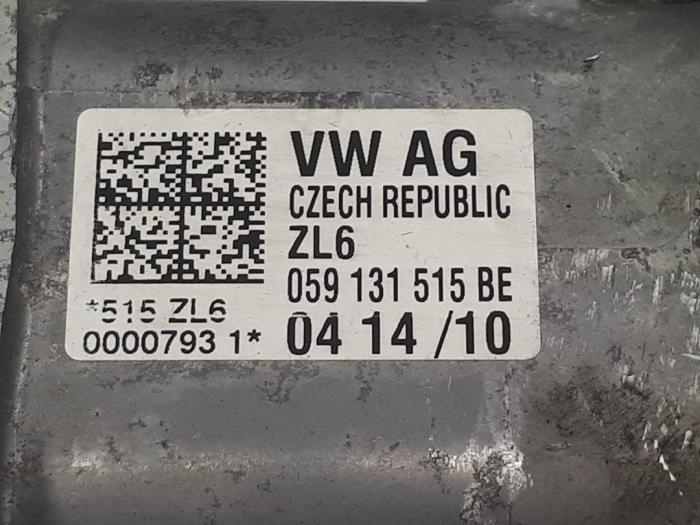 VW AG
CZECH REPUBLIC
ZL6
059 131 515 BE
04 14 /10
*515 ZL6
0000793 1*